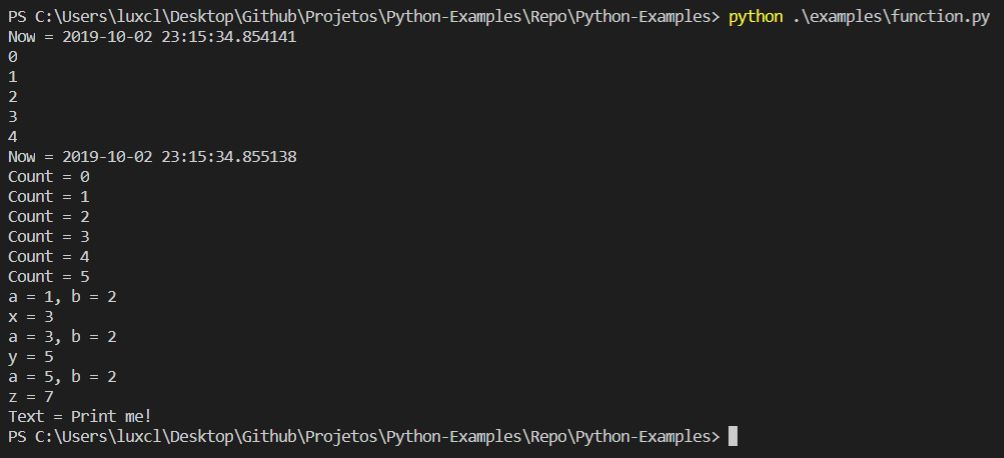 PS C:\Users\luxcl\Desktop\Github\Projetos\Python-Examples\Repo\Python-Examples> python .\examples\function.py
Now = 2019-10-02 23:15:34.854141
0
1
2
3
4
Now = 2019-10-02 23:15:34.855138
Count = 0
Count = 1
Count = 2
Count = 3
Count = 4
Count = 5
a = 1, b = 2
x = 3
a = 3, b = 2
y = 5
a = 5, b = 2
z = 7
Text = Print me!
PS C:\Users\luxcl\Desktop\Github\Projetos\Python-Examples\Repo\Python-Examples>